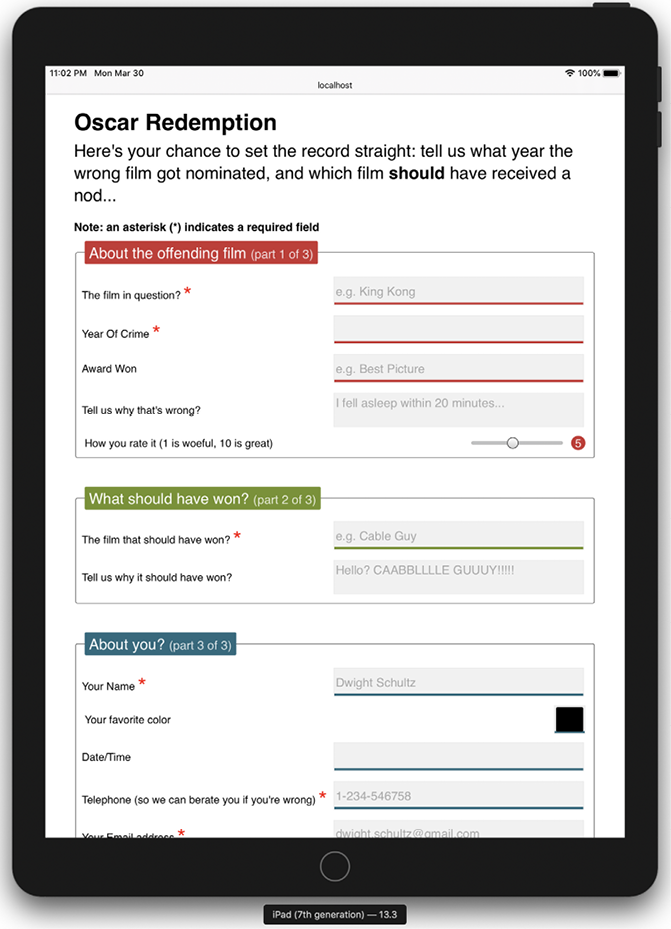 11:02 PM Mon Mar 30 100%
localhost
Oscar Redemption
Here's your chance to set the record straight: tell us what year the
wrong film got nominated, and which film should have received a
nod...
Note: an asterisk (*) indicates a required field
About the offending film (part 1 of 3)
The film in question? * e.g. King Kong
Year Of Crime *
Award Won e.g. Best Picture
Tell us why that's wrong? I fell asleep within 20 minutes...
How you rate it (1 is woeful, 10 is great) 5
What should have won? (part 2 of 3)
The film that should have won? * e.g. Cable Guy
Tell us why it should have won? Hello? CAABBLLLLE GUUUY!!!!!
About you? (part 3 of 3)
Your Name * Dwight Schultz
Your favorite color
Date/Time
Telephone (so we can berate you if you're wrong) * 1-234-546758
Your Email address * dwight.schultz@gmail.com
iPad (7th generation) — 13.3